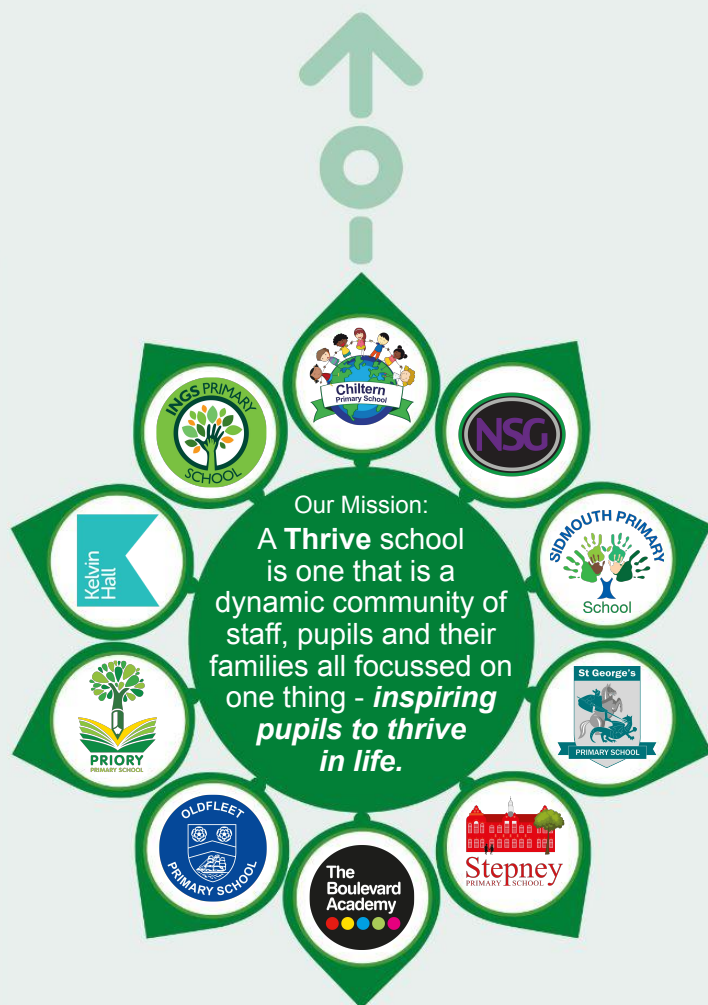 Chiltern
Primary School
INGS PRIMARY
SCHOOL
NSG
Our Mission:
A Thrive school
is one that is a
dynamic community of
staff, pupils and their
families all focussed on
one thing - inspiring
pupils to thrive
in life.
Kelvin
Hall
SIDMOUTH PRIMARY
School
PRIORY
PRIMARY SCHOOL
St George's
PRIMARY SCHOOL
OLDFLEET
PRIMARY SCHOOL
The
Boulevard
Academy
Stepney
PRIMARY SCHOOL